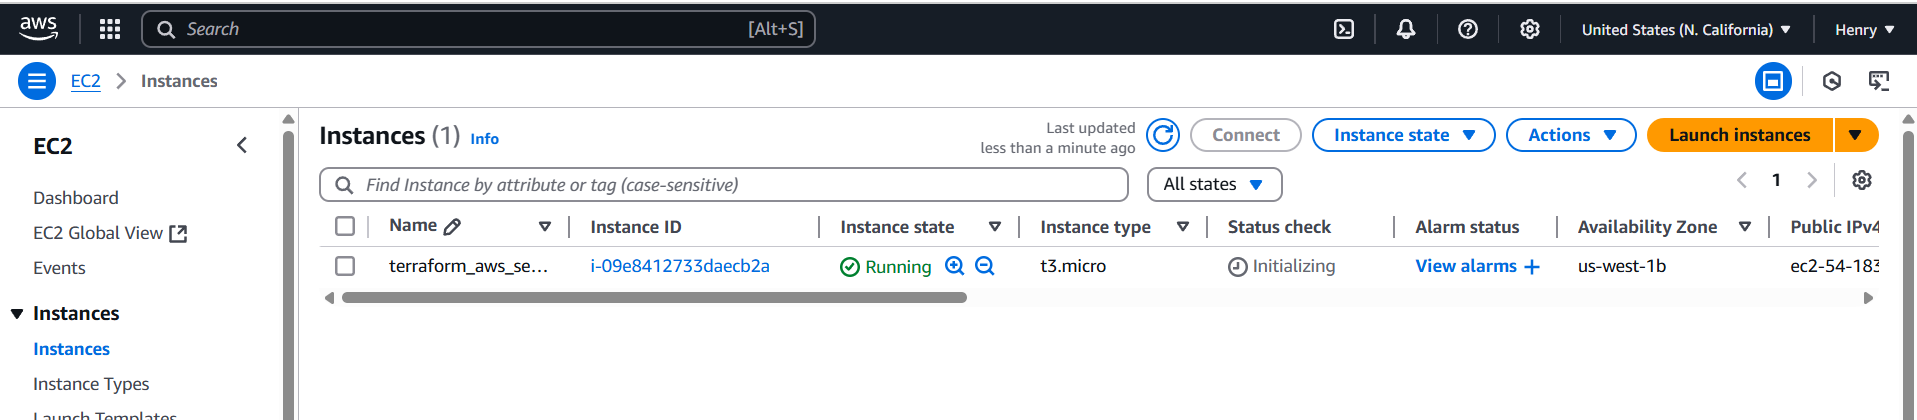 aws
Search [Alt+S] United States (N. California) Henry
EC2 Instances
EC2
Dashboard
EC2 Global View
Events
Instances
Instances
Instance Types
Launch Templates
Instances (1) Info
Last updated
less than a minute ago
Connect Instance state Actions Launch instances
Find Instance by attribute or tag (case-sensitive) All states 1
Name Instance ID Instance state Instance type Status check Alarm status Availability Zone Public IPv4
terraform_aws_se... i-09e8412733daecb2a Running t3.micro Initializing View alarms + us-west-1b ec2-54-183